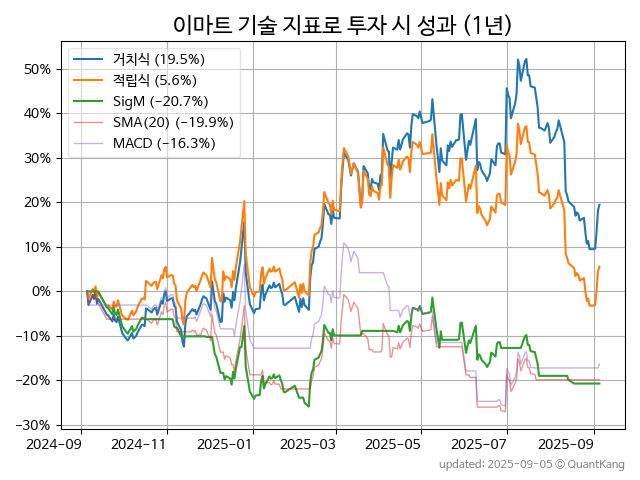 이마트 기술 지표로 투자 시 성과 (1년)
거치식 (19.5%)
적립식 (5.6%)
SigM (−20.7%)
SMA(20) (−19.9%)
MACD (−16.3%)
50%
40%
30%
20%
10%
0%
−10%
−20%
−30%
2024-09 2024-11 2025-01 2025-03 2025-05 2025-07 2025-09
updated: 2025-09-05 © QuantKang